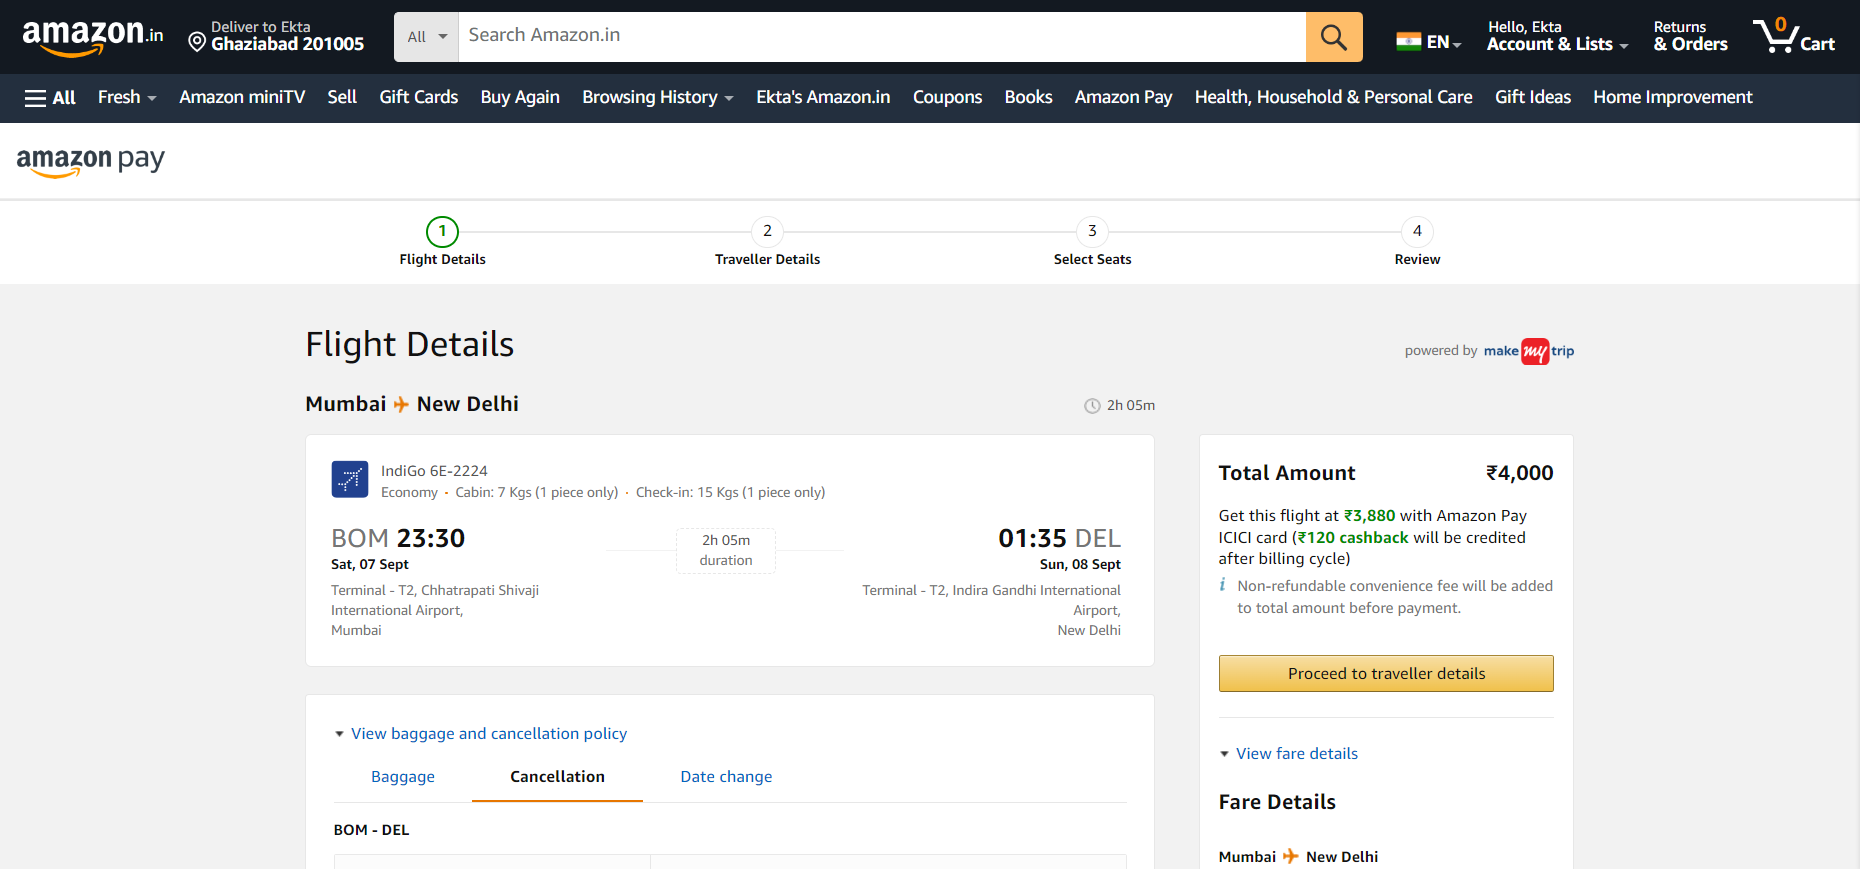 amazon.in
Deliver to Ekta
Ghaziabad 201005
All
Search Amazon.in
EN
Hello, Ekta
Account & Lists
Returns
& Orders
0
Cart
All
Fresh
Amazon miniTV
Sell
Gift Cards
Buy Again
Browsing History
Ekta's Amazon.in
Coupons
Books
Amazon Pay
Health, Household & Personal Care
Gift Ideas
Home Improvement
amazon pay
1
Flight Details
2
Traveller Details
3
Select Seats
4
Review
Flight Details
powered by make my trip
Mumbai New Delhi
2h 05m
IndiGo 6E-2224
Economy · Cabin: 7 Kgs (1 piece only) · Check-in: 15 Kgs (1 piece only)
BOM 23:30
Sat, 07 Sept
Terminal - T2, Chhatrapati Shivaji
International Airport,
Mumbai
2h 05m
duration
01:35 DEL
Sun, 08 Sept
Terminal - T2, Indira Gandhi International
Airport,
New Delhi
View baggage and cancellation policy
Baggage
Cancellation
Date change
BOM - DEL
Total Amount ₹4,000
Get this flight at ₹3,880 with Amazon Pay
ICICI card (₹120 cashback will be credited
after billing cycle)
i Non-refundable convenience fee will be added
to total amount before payment.
Proceed to traveller details
View fare details
Fare Details
Mumbai New Delhi